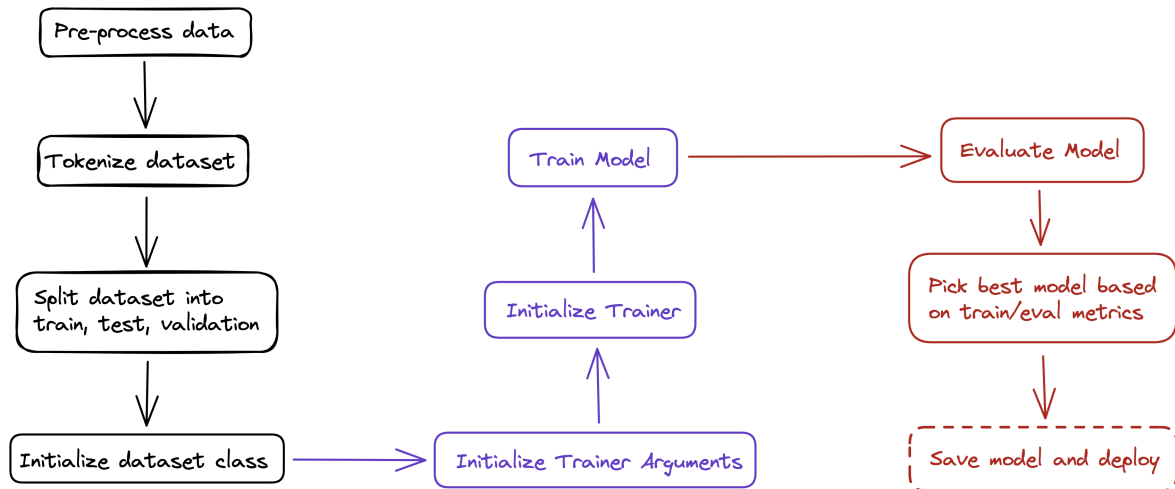 Pre-process data
Tokenize dataset
Split dataset into
train, test, validation
Initialize dataset class
Initialize Trainer Arguments
Initialize Trainer
Train Model
Evaluate Model
Pick best model based
on train/eval metrics
Save model and deploy